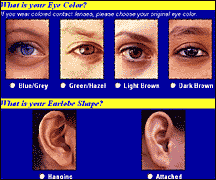 What is your Eye Color?
If you wear colored contact lenses, please choose your original eye color.
Blue/Grey
Green/Hazel
Light Brown
Dark Brown
What is your Earlobe Shape?
Hanging
Attached